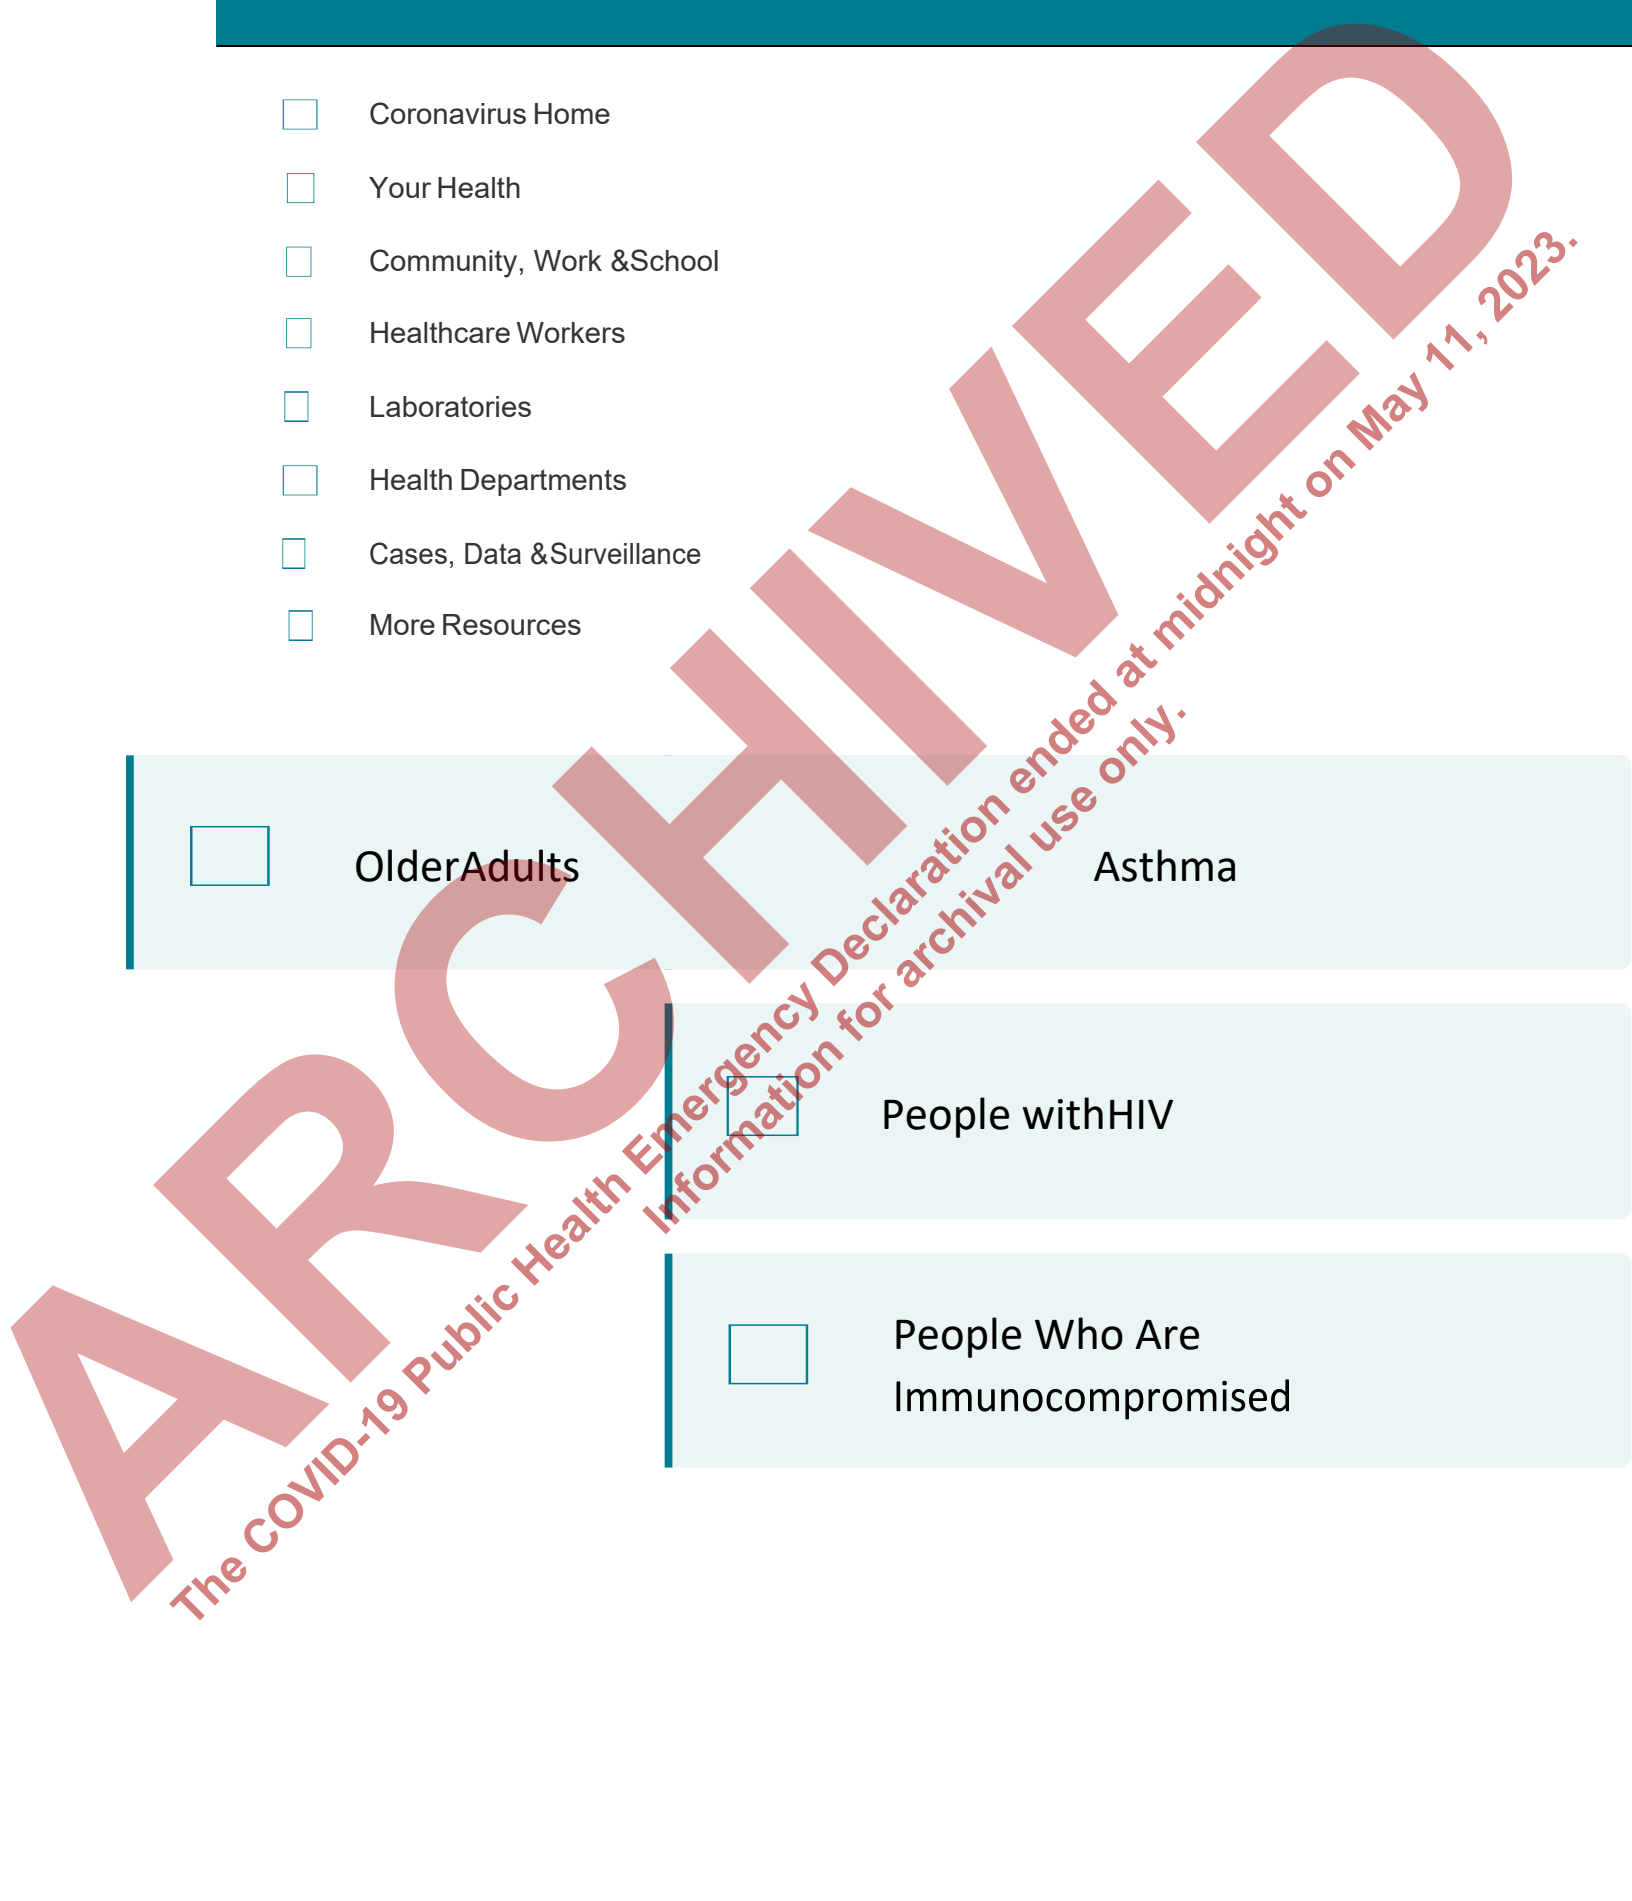 Coronavirus Home
Your Health
Community, Work &School
Healthcare Workers
Laboratories
Health Departments
Cases, Data &Surveillance
More Resources
OlderAdults
Asthma
People withHIV
People Who Are
Immunocompromised
ARCHIVED
The COVID-19 Public Health Emergency Declaration ended at midnight on May 11, 2023.
Information for archival use only.